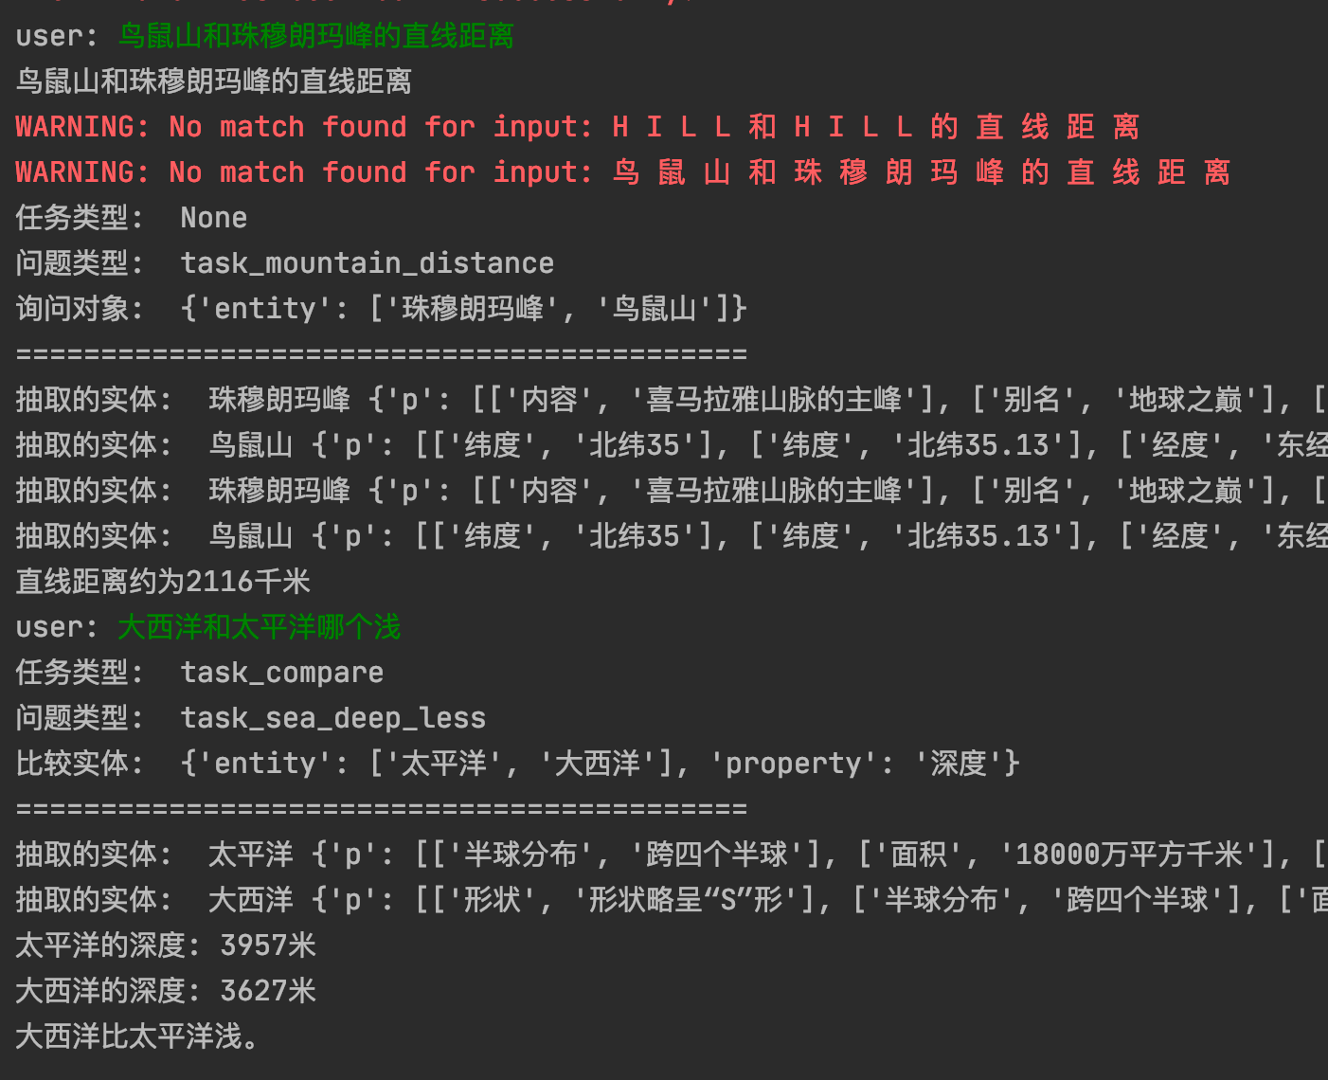 user: 鸟鼠山和珠穆朗玛峰的直线距离
鸟鼠山和珠穆朗玛峰的直线距离
WARNING: No match found for input: H I L L 和 H I L L 的 直 线 距 离
WARNING: No match found for input: 鸟 鼠 山 和 珠 穆 朗 玛 峰 的 直 线 距 离
任务类型:  None
问题类型:  task_mountain_distance
询问对象:  {'entity': ['珠穆朗玛峰', '鸟鼠山']}
===========================================
抽取的实体:  珠穆朗玛峰 {'p': [['内容', '喜马拉雅山脉的主峰'], ['别名', '地球之巅'], [
抽取的实体:  鸟鼠山 {'p': [['纬度', '北纬35'], ['纬度', '北纬35.13'], ['经度', '东经
抽取的实体:  珠穆朗玛峰 {'p': [['内容', '喜马拉雅山脉的主峰'], ['别名', '地球之巅'], [
抽取的实体:  鸟鼠山 {'p': [['纬度', '北纬35'], ['纬度', '北纬35.13'], ['经度', '东经
直线距离约为2116千米
user: 大西洋和太平洋哪个浅
任务类型:  task_compare
问题类型:  task_sea_deep_less
比较实体:  {'entity': ['太平洋', '大西洋'], 'property': '深度'}
===========================================
抽取的实体:  太平洋 {'p': [['半球分布', '跨四个半球'], ['面积', '18000万平方千米'], [
抽取的实体:  大西洋 {'p': [['形状', '形状略呈“S”形'], ['半球分布', '跨四个半球'], ['面
太平洋的深度: 3957米
大西洋的深度: 3627米
大西洋比太平洋浅。